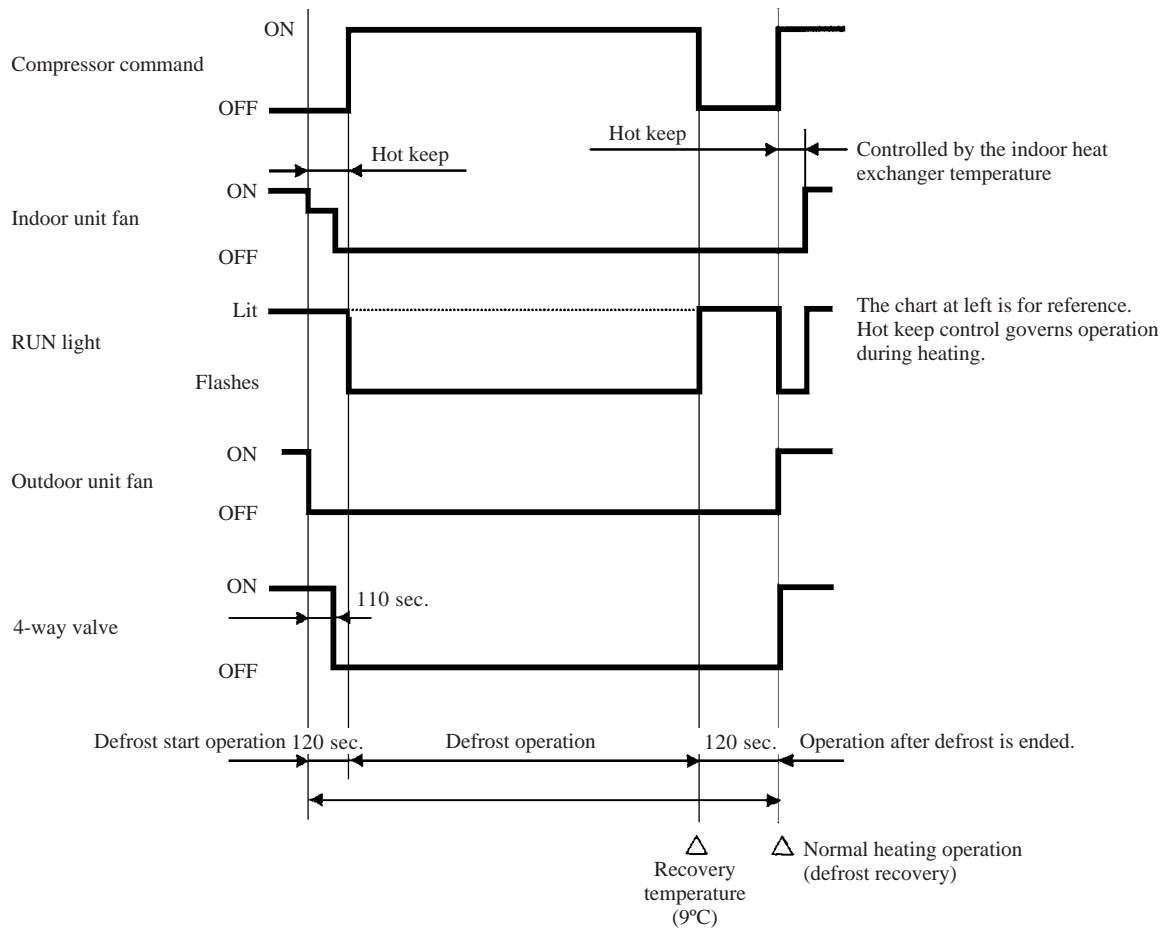 ON
Compressor command
OFF
Hot keep
Hot keep
Controlled by the indoor heat
exchanger temperature
ON
Indoor unit fan
OFF
Lit
The chart at left is for reference.
Hot keep control governs operation
during heating.
RUN light
Flashes
ON
Outdoor unit fan
OFF
ON
110 sec.
4-way valve
OFF
Defrost start operation 120 sec.
Defrost operation
120 sec.
Operation after defrost is ended.
Recovery
temperature
(9ºC)
Normal heating operation
(defrost recovery)